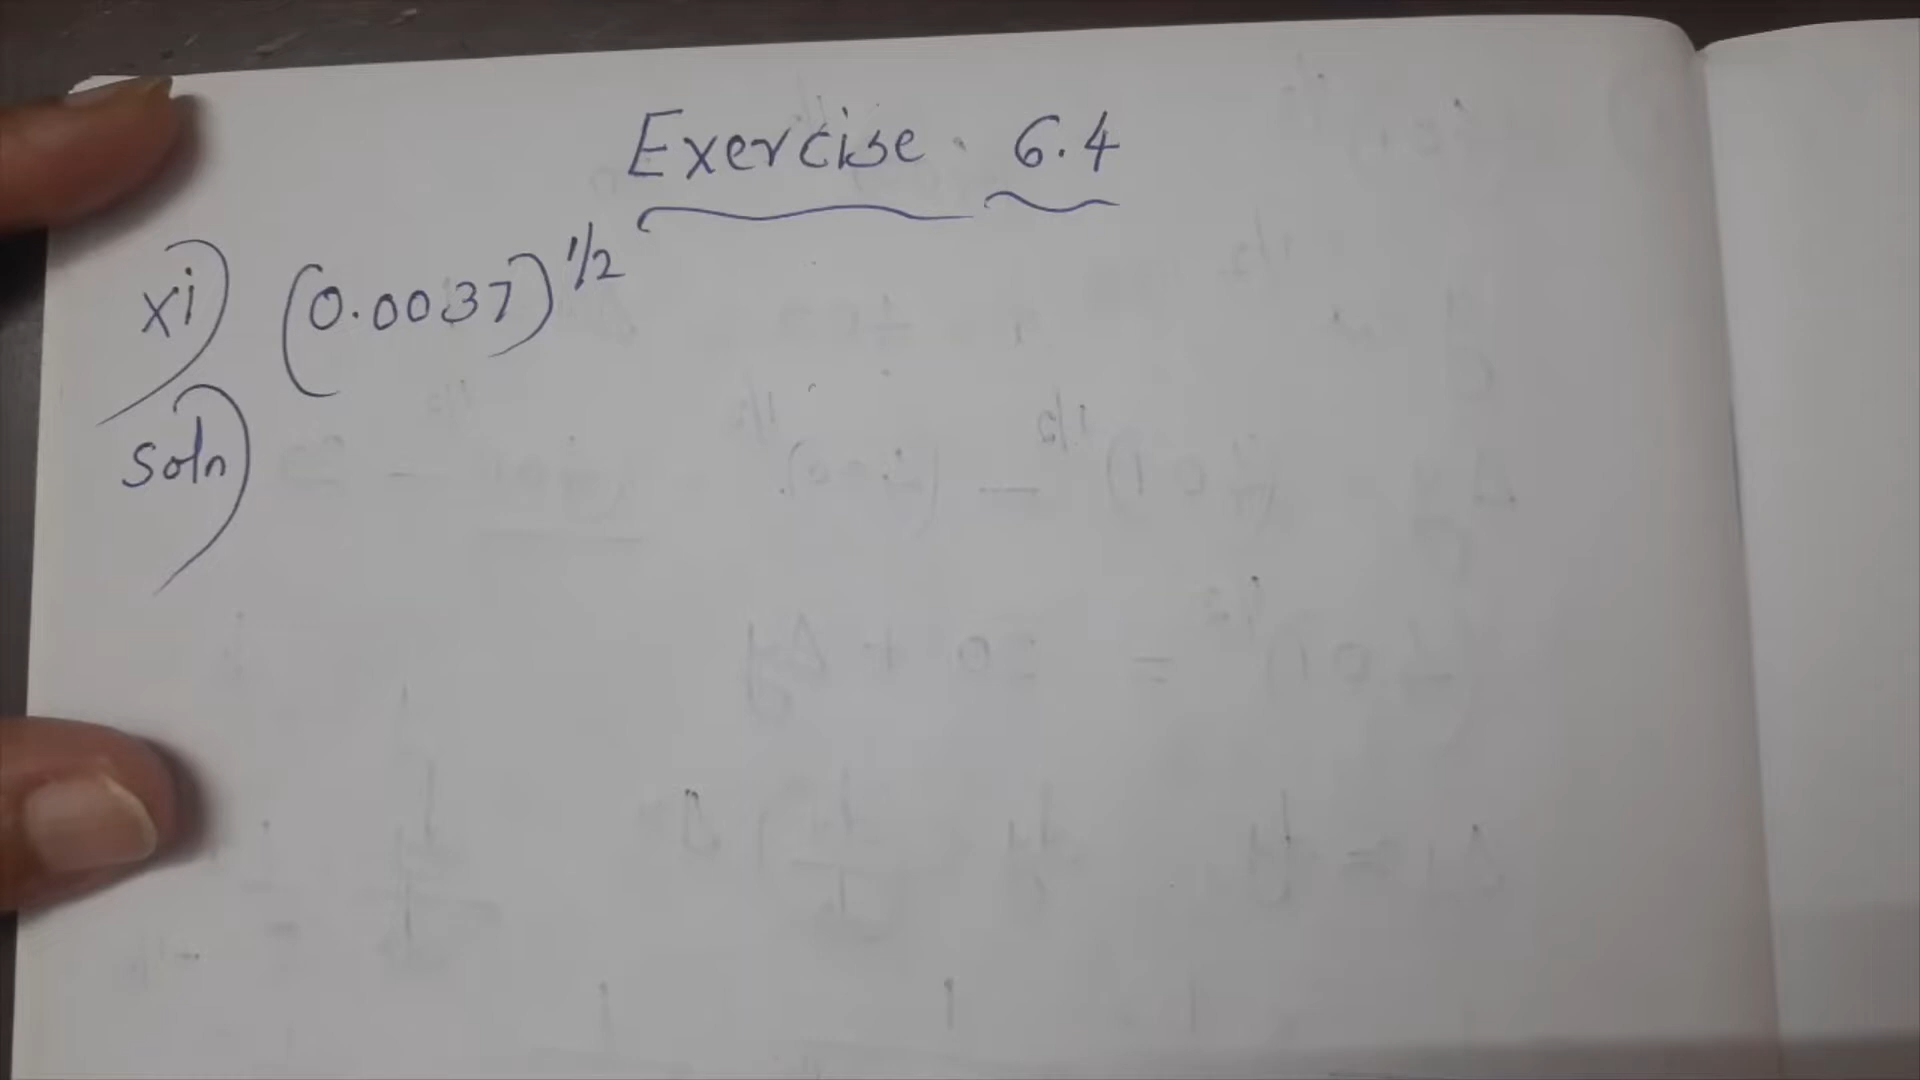 Exercise. 6.4
xi) (0.0037)^1/2
Soln)